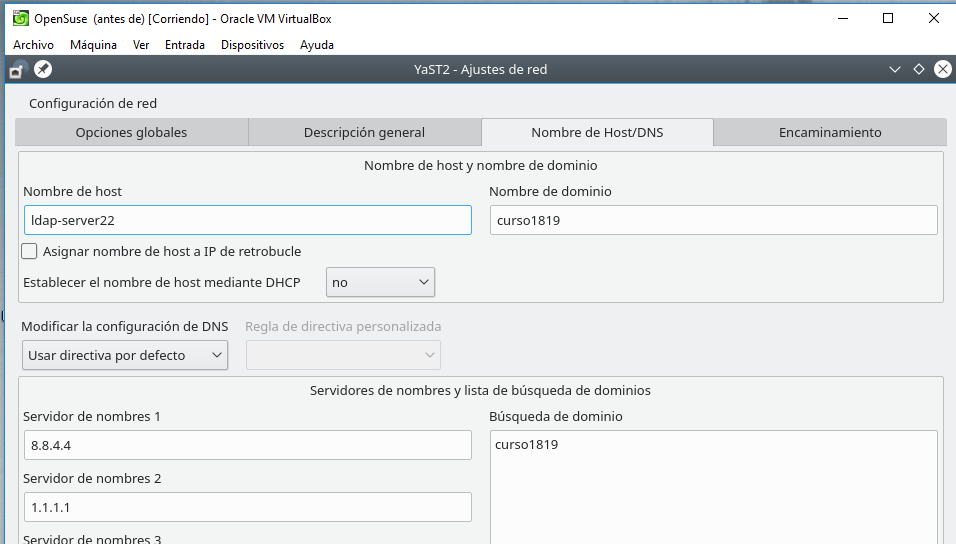 OpenSuse (antes de) [Corriendo] - Oracle VM VirtualBox
Archivo Máquina Ver Entrada Dispositivos Ayuda
YaST2 - Ajustes de red
Configuración de red
Opciones globales Descripción general Nombre de Host/DNS Encaminamiento
Nombre de host y nombre de dominio
Nombre de host Nombre de dominio
ldap-server22 curso1819
Asignar nombre de host a IP de retrobucle
Establecer el nombre de host mediante DHCP no
Modificar la configuración de DNS Regla de directiva personalizada
Usar directiva por defecto
Servidores de nombres y lista de búsqueda de dominios
Servidor de nombres 1 Búsqueda de dominio
8.8.4.4 curso1819
Servidor de nombres 2
1.1.1.1
Servidor de nombres 3